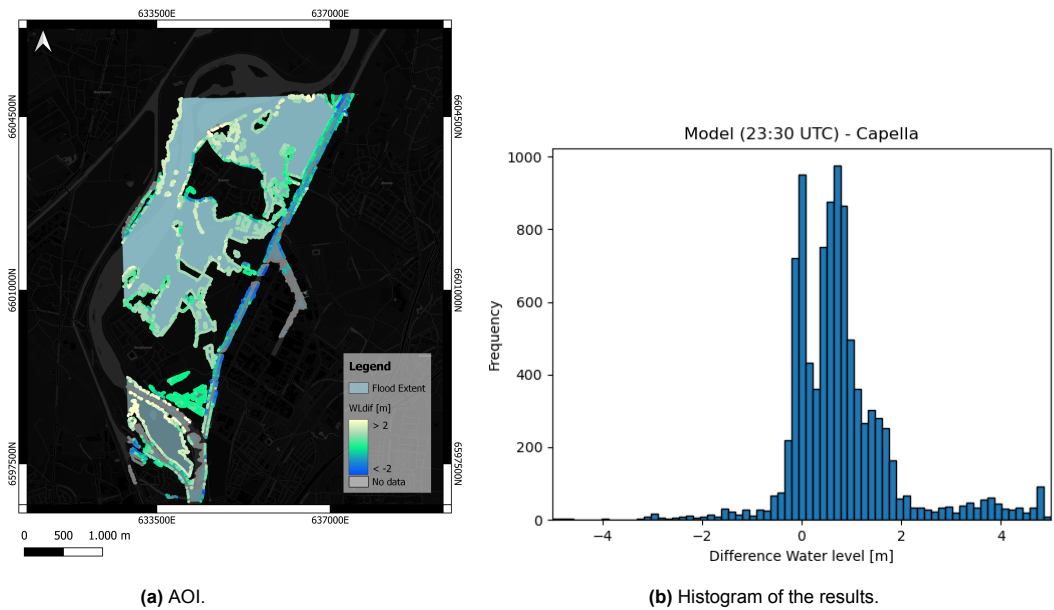 633500E 637000E
6604500N 6604500N
6601000N 6601000N
6597500N 6597500N
Legend
Flood Extent
WLdif [m]
> 2
< -2
No data
633500E 637000E
0 500 1.000 m
(a) AOI.
Model (23:30 UTC) - Capella
Frequency
1000
800
600
400
200
0
−4 −2 0 2 4
Difference Water level [m]
(b) Histogram of the results.